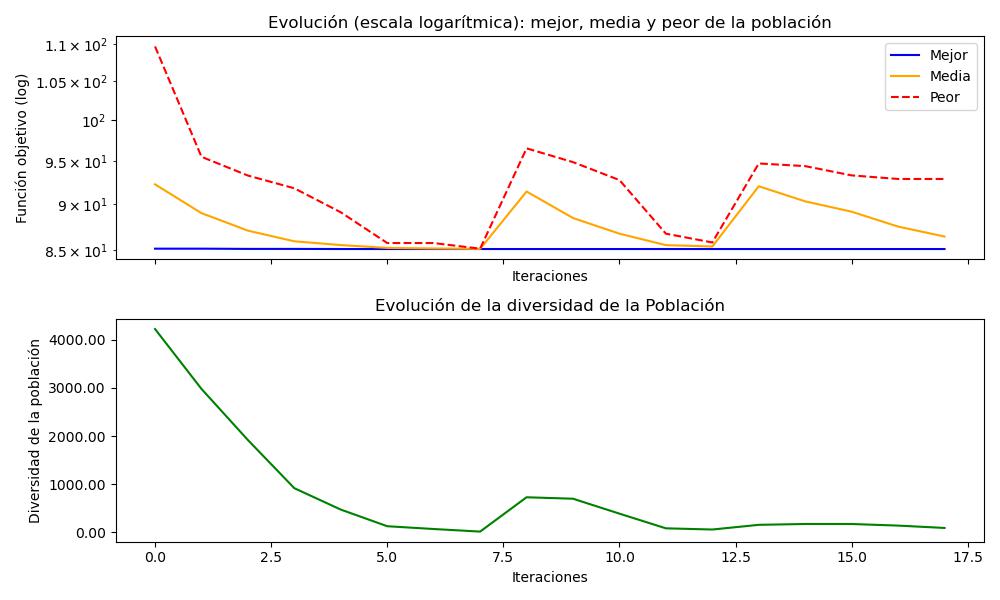 Evolución (escala logarítmica): mejor, media y peor de la población
Función objetivo (log)
1.1 × 10²
1.05 × 10²
10²
9.5 × 10¹
9 × 10¹
8.5 × 10¹
Mejor
Media
Peor
Iteraciones
Evolución de la diversidad de la Población
Diversidad de la población
4000.00
3000.00
2000.00
1000.00
0.00
0.0 2.5 5.0 7.5 10.0 12.5 15.0 17.5
Iteraciones